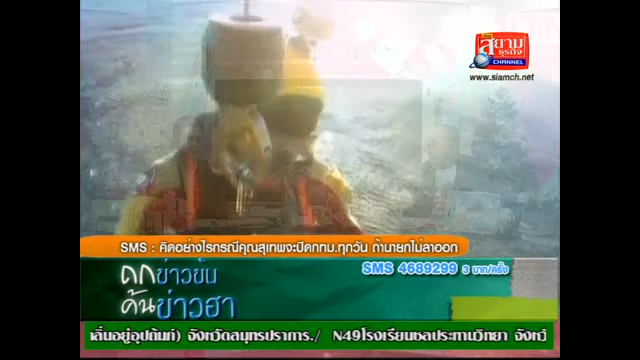 สยาม
ธุรกิจ
CHANNEL
www.siamch.net
SMS : คิดอย่างไรกรณีคุณสุเทพจะปิดกทม.ทุกวัน ถ้านายกไม่ลาออก
SMS 4689299 3 บาท/ครั้ง
ถกข่าวข้น
ค้นข่าวฮา
าลิ่นอยู่อุปถัมภ์) จังหวัดสมุทรปราการ./ N49โรงเรียนชลประทานวิทยา จังหวั